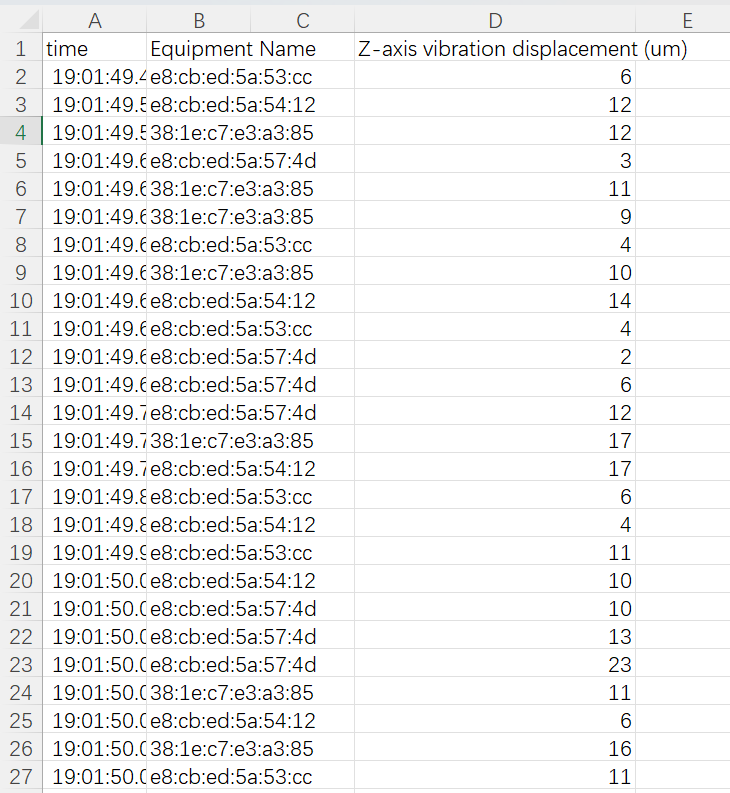 A B C D E
1 time Equipment Name Z-axis vibration displacement (um)
2 19:01:49.4 e8:cb:ed:5a:53:cc 6
3 19:01:49.5 e8:cb:ed:5a:54:12 12
4 19:01:49.5 38:1e:c7:e3:a3:85 12
5 19:01:49.6 e8:cb:ed:5a:57:4d 3
6 19:01:49.6 38:1e:c7:e3:a3:85 11
7 19:01:49.6 38:1e:c7:e3:a3:85 9
8 19:01:49.6 e8:cb:ed:5a:53:cc 4
9 19:01:49.6 38:1e:c7:e3:a3:85 10
10 19:01:49.6 e8:cb:ed:5a:54:12 14
11 19:01:49.6 e8:cb:ed:5a:53:cc 4
12 19:01:49.6 e8:cb:ed:5a:57:4d 2
13 19:01:49.6 e8:cb:ed:5a:57:4d 6
14 19:01:49.7 e8:cb:ed:5a:57:4d 12
15 19:01:49.7 38:1e:c7:e3:a3:85 17
16 19:01:49.7 e8:cb:ed:5a:54:12 17
17 19:01:49.8 e8:cb:ed:5a:53:cc 6
18 19:01:49.8 e8:cb:ed:5a:54:12 4
19 19:01:49.9 e8:cb:ed:5a:53:cc 11
20 19:01:50.0 e8:cb:ed:5a:54:12 10
21 19:01:50.0 e8:cb:ed:5a:57:4d 10
22 19:01:50.0 e8:cb:ed:5a:57:4d 13
23 19:01:50.0 e8:cb:ed:5a:57:4d 23
24 19:01:50.0 38:1e:c7:e3:a3:85 11
25 19:01:50.0 e8:cb:ed:5a:54:12 6
26 19:01:50.0 38:1e:c7:e3:a3:85 16
27 19:01:50.0 e8:cb:ed:5a:53:cc 11